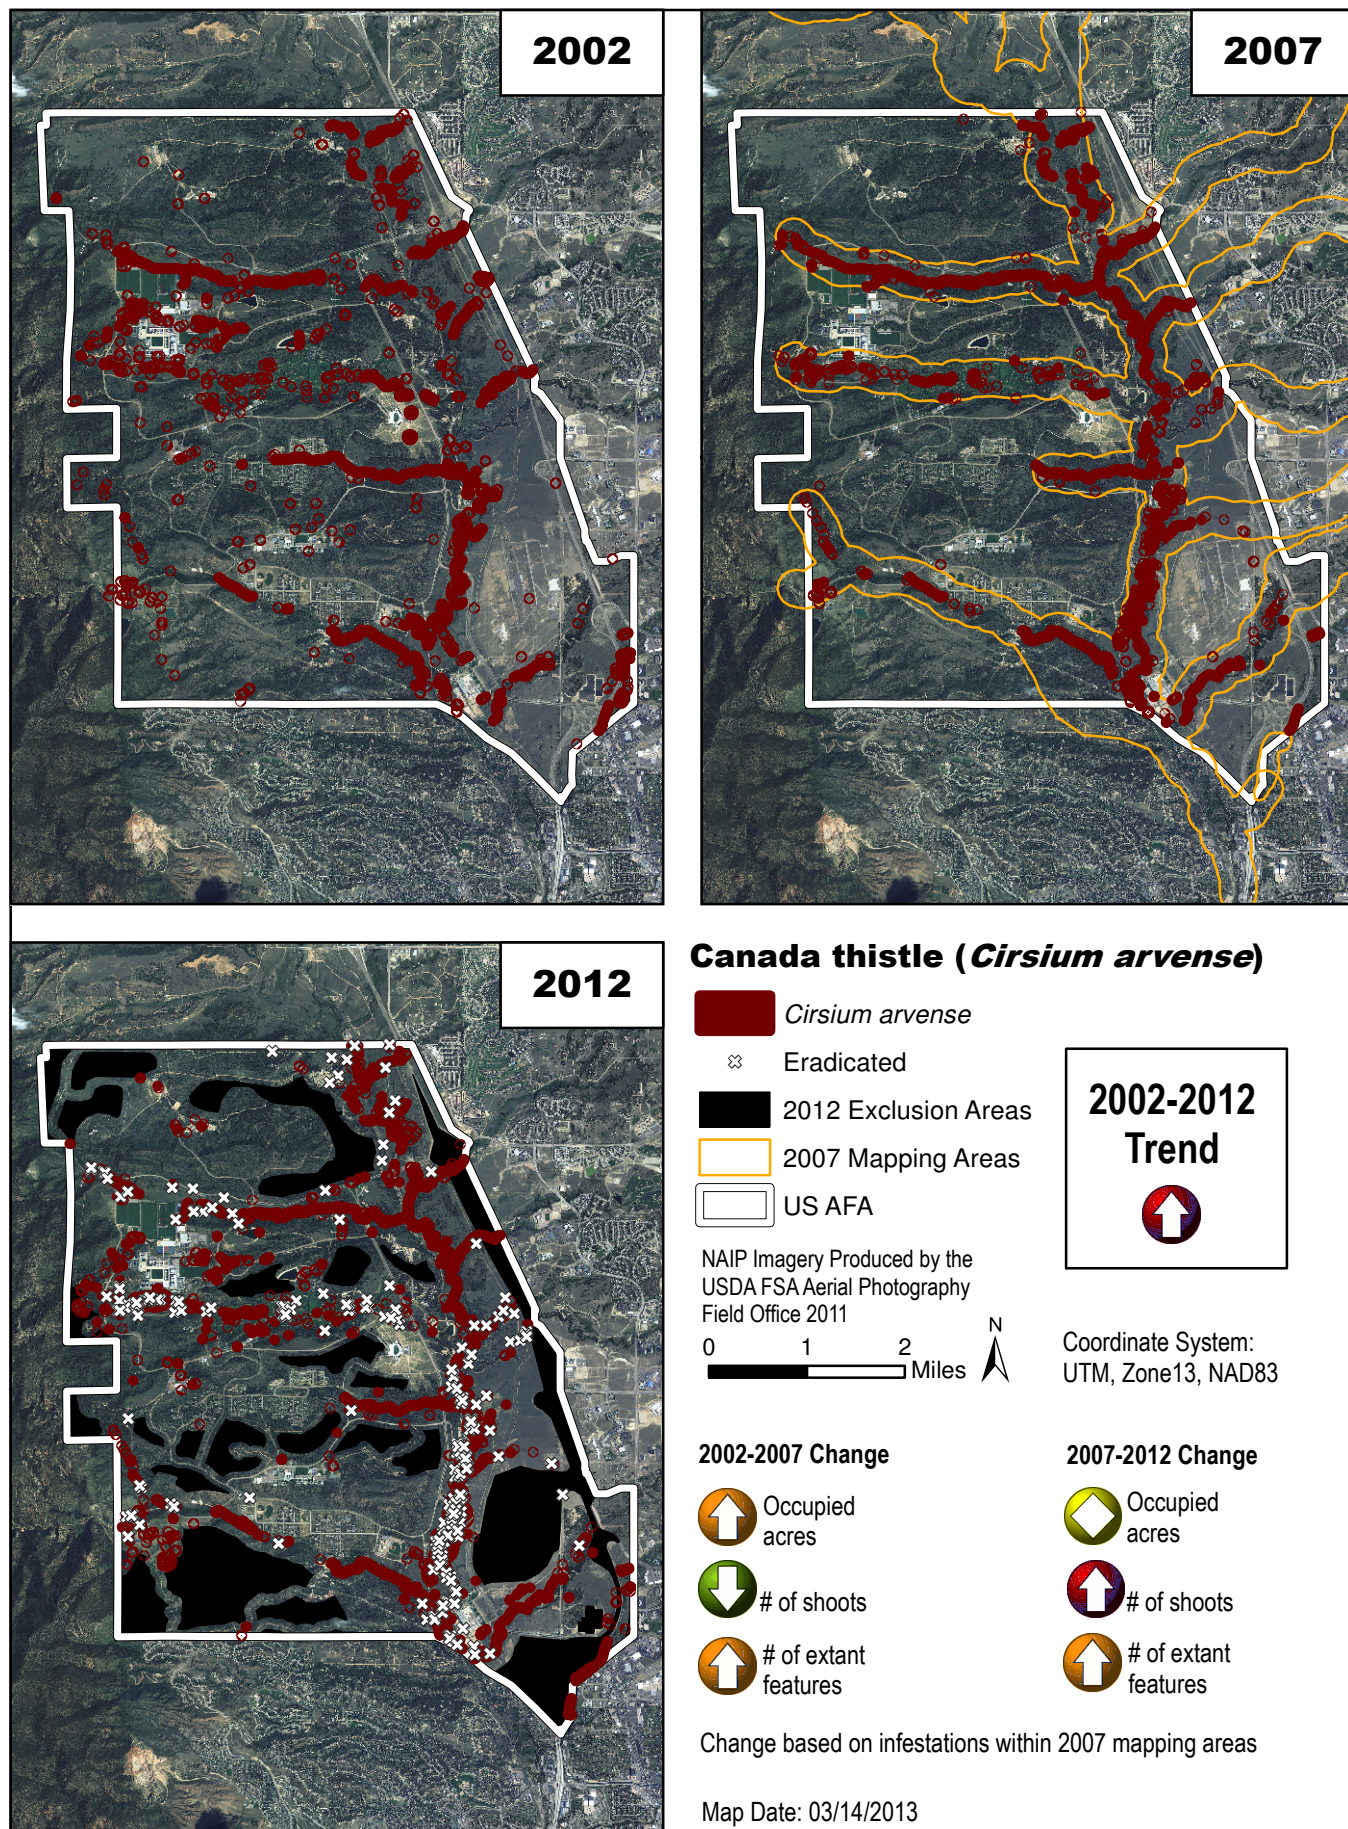 2002
2007
2012
Canada thistle (Cirsium arvense)
Cirsium arvense
Eradicated
2012 Exclusion Areas
2007 Mapping Areas
US AFA
2002-2012
Trend
NAIP Imagery Produced by the
USDA FSA Aerial Photography
Field Office 2011
0 1 2
Miles
N
Coordinate System:
UTM, Zone13, NAD83
2002-2007 Change
Occupied
acres
# of shoots
# of extant
features
2007-2012 Change
Occupied
acres
# of shoots
# of extant
features
Change based on infestations within 2007 mapping areas
Map Date: 03/14/2013